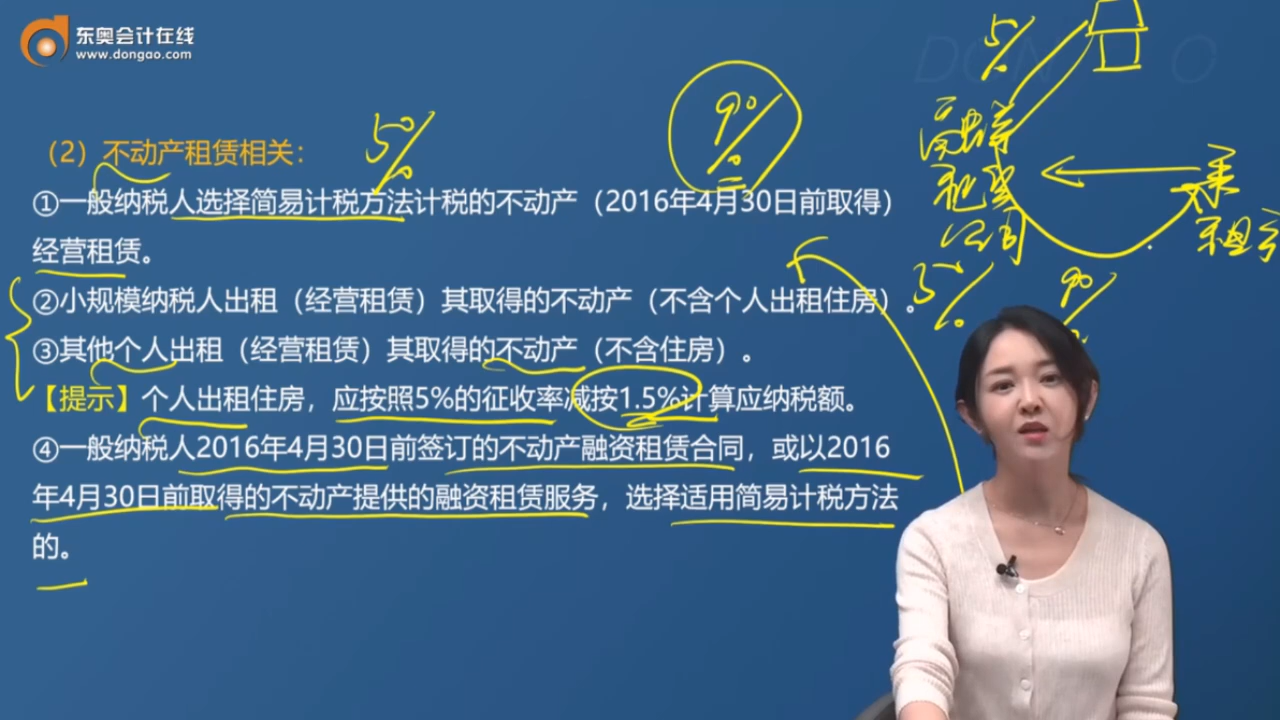 东奥会计在线
www.dongao.com
5%
9%
5%
（2）不动产租赁相关：
①一般纳税人选择简易计税方法计税的不动产（2016年4月30日前取得）
经营租赁。
融资
租赁
公司
承
租
5%
9%
②小规模纳税人出租（经营租赁）其取得的不动产（不含个人出租住房）。
③其他个人出租（经营租赁）其取得的不动产（不含住房）。
【提示】个人出租住房，应按照5%的征收率减按1.5%计算应纳税额。
④一般纳税人2016年4月30日前签订的不动产融资租赁合同，或以2016
年4月30日前取得的不动产提供的融资租赁服务，选择适用简易计税方法
的。